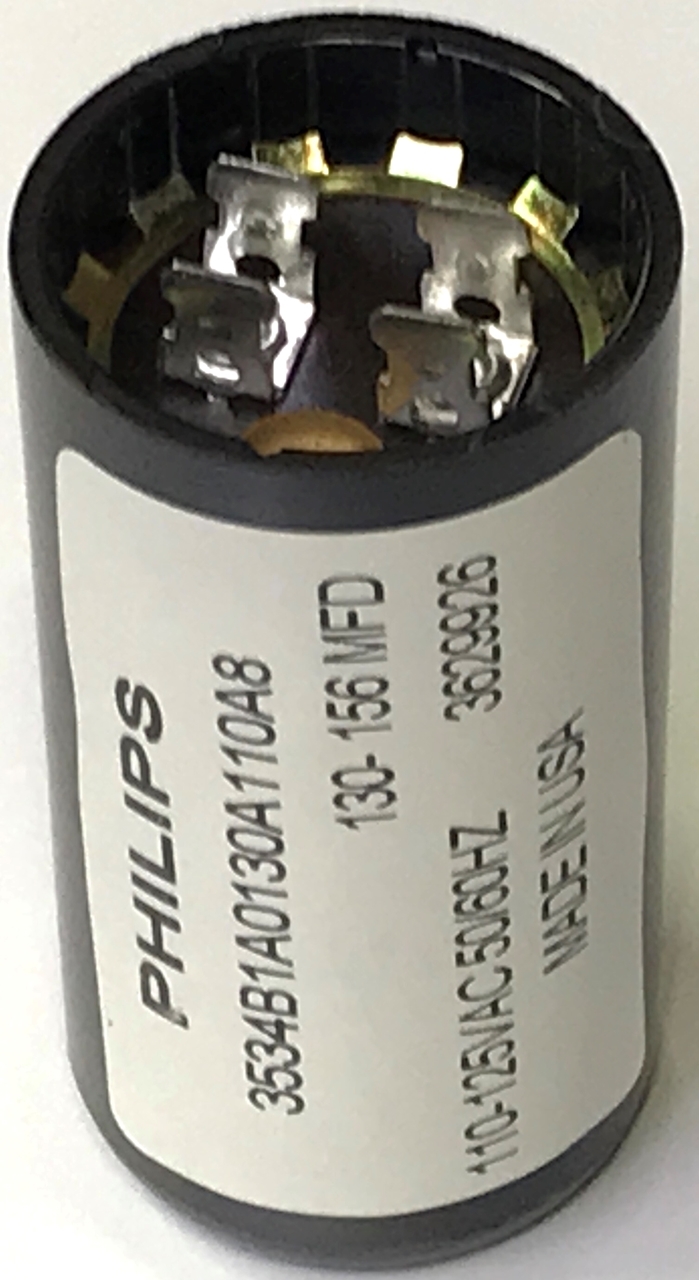 PHILIPS
3534B1A0130A110A8
130-156 MFD
110-125VAC 50/60HZ 3629926
MADE IN USA